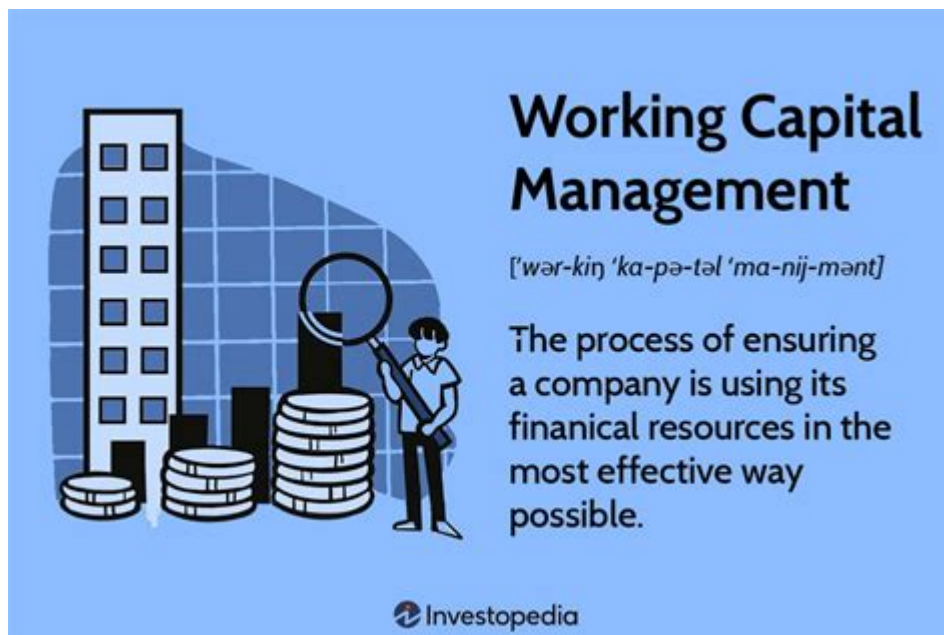 Working Capital
Management
['wər-kiŋ 'ka-pə-təl 'ma-nij-mənt]
The process of ensuring
a company is using its
finanical resources in the
most effective way
possible.
Investopedia